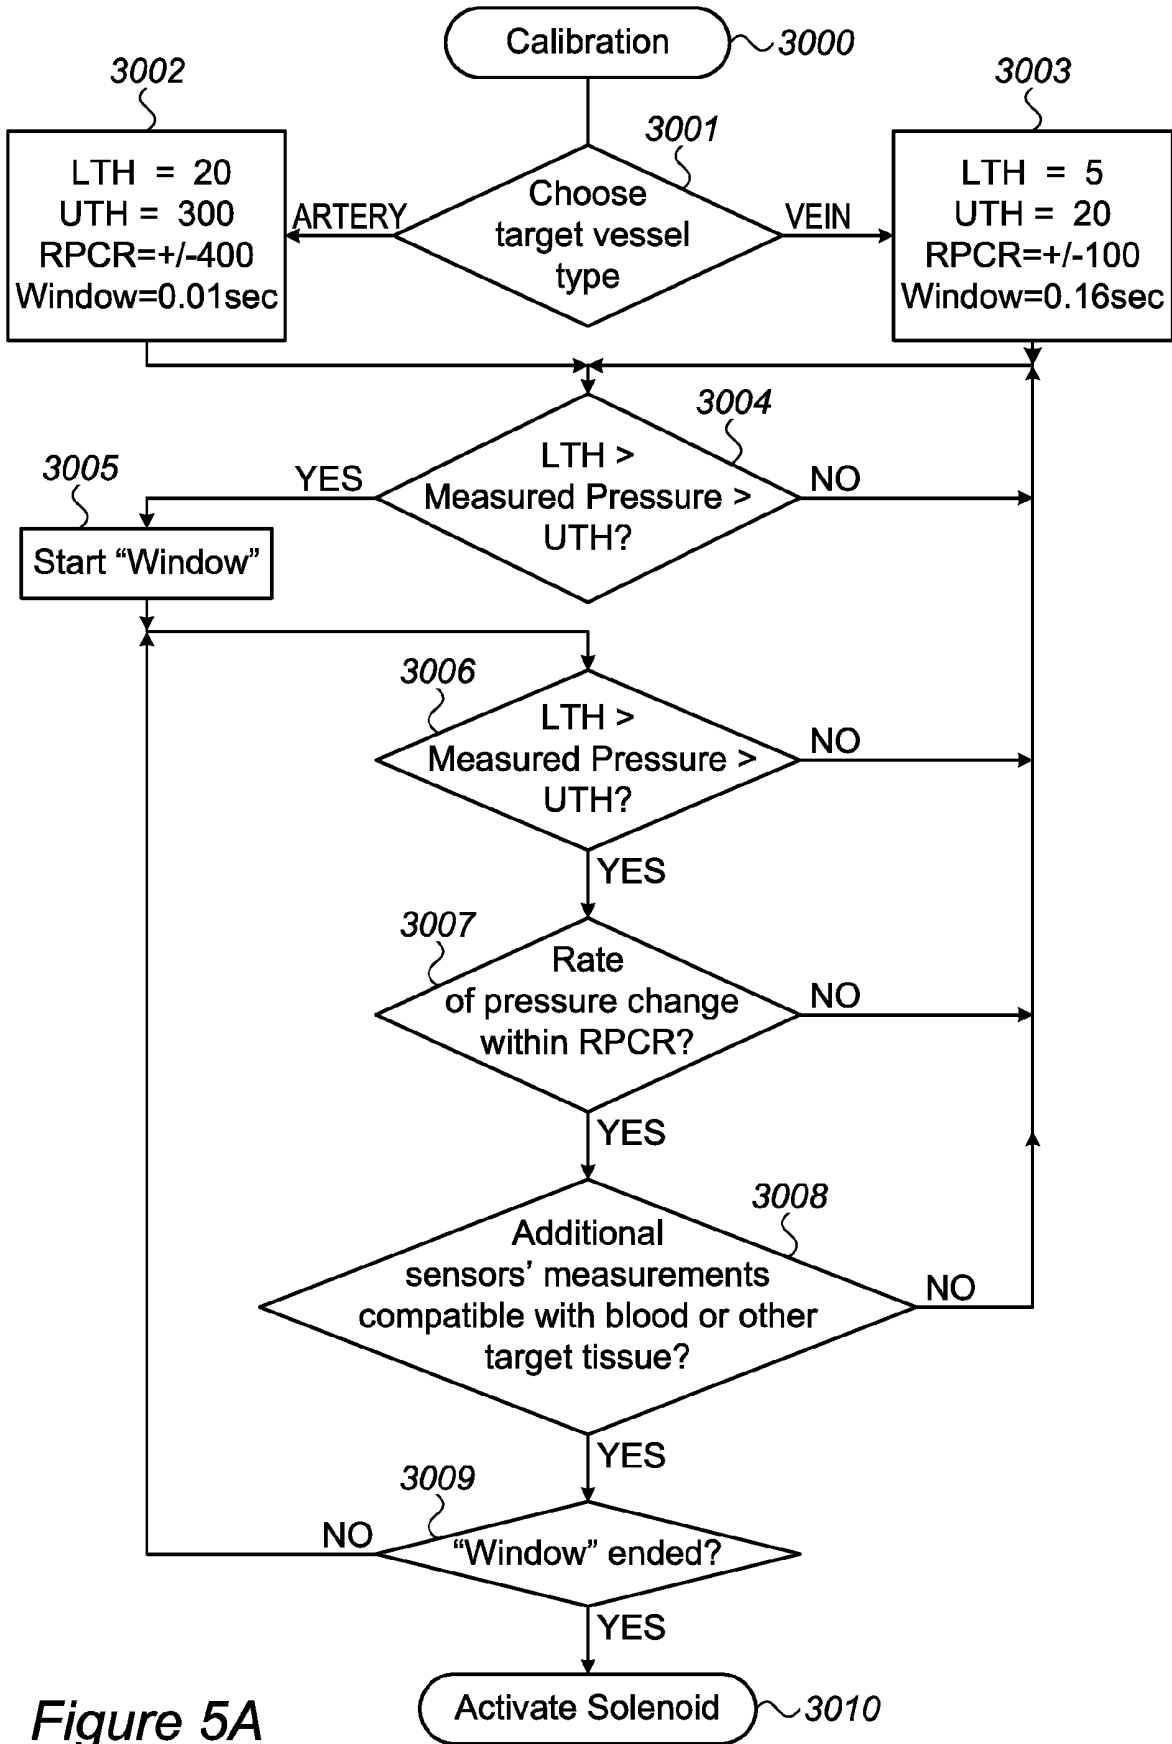 Calibration
3000
3002
3003
3001
LTH = 20
UTH = 300
RPCR=+/-400
Window=0.01sec
ARTERY
Choose
target vessel
type
VEIN
LTH = 5
UTH = 20
RPCR=+/-100
Window=0.16sec
3004
LTH >
Measured Pressure >
UTH?
YES
NO
3005
Start “Window”
3006
LTH >
Measured Pressure >
UTH?
NO
YES
3007
Rate
of pressure change
within RPCR?
NO
YES
3008
Additional
sensors’ measurements
compatible with blood or other
target tissue?
NO
YES
3009
“Window” ended?
NO
YES
Activate Solenoid
3010
Figure 5A